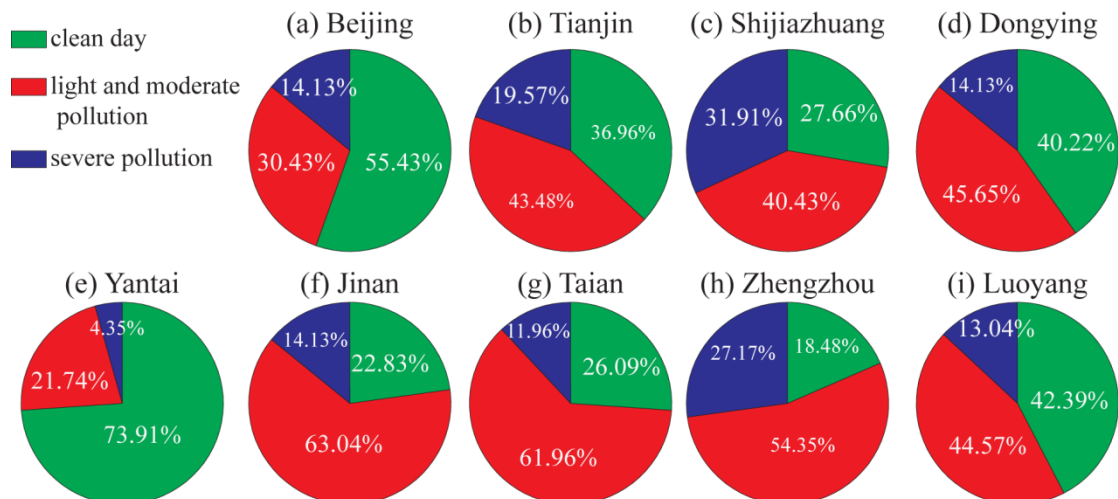 clean day
light and moderate
pollution
severe pollution
(a) Beijing
14.13%
30.43%
55.43%
(b) Tianjin
19.57%
36.96%
43.48%
(c) Shijiazhuang
31.91%
27.66%
40.43%
(d) Dongying
14.13%
40.22%
45.65%
(e) Yantai
4.35%
21.74%
73.91%
(f) Jinan
14.13%
22.83%
63.04%
(g) Taian
11.96%
26.09%
61.96%
(h) Zhengzhou
27.17%
18.48%
54.35%
(i) Luoyang
13.04%
42.39%
44.57%